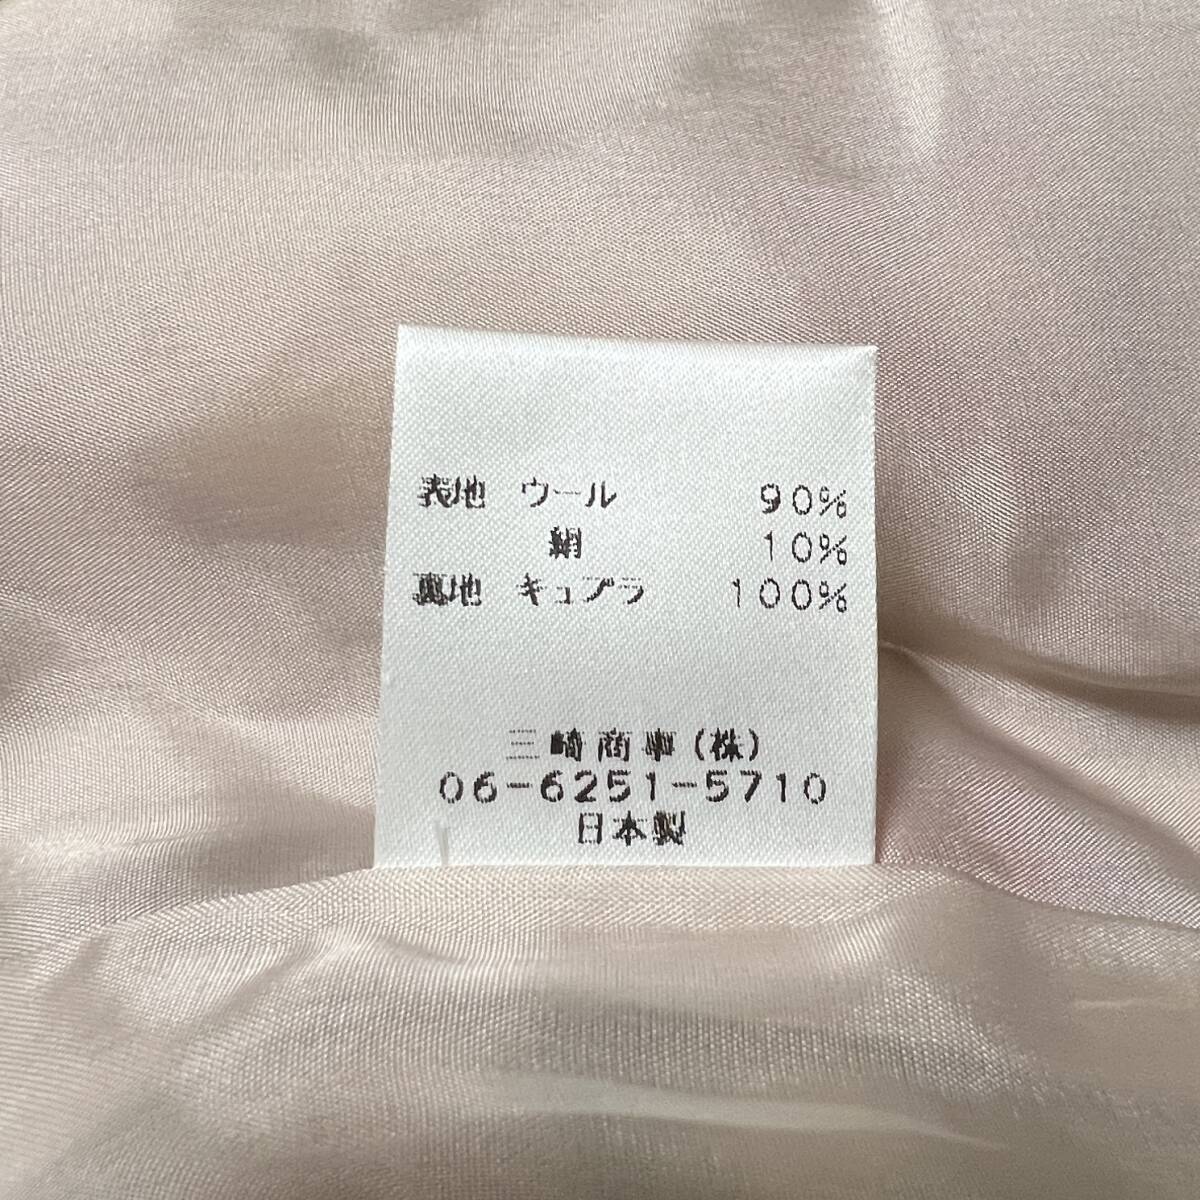 表地 ウール 90%
絹 10%
裏地 キュプラ 100%
三崎商事(株)
06-6251-5710
日本製